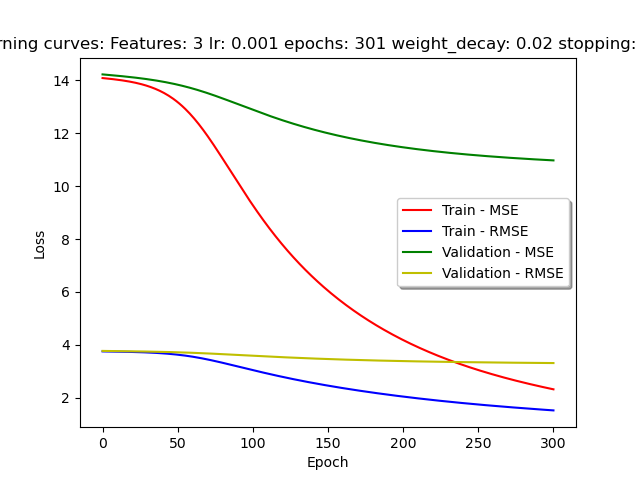 rning curves: Features: 3 lr: 0.001 epochs: 301 weight_decay: 0.02 stopping:
14
12
10
8
6
4
2
Loss
Train - MSE
Train - RMSE
Validation - MSE
Validation - RMSE
0 50 100 150 200 250 300
Epoch